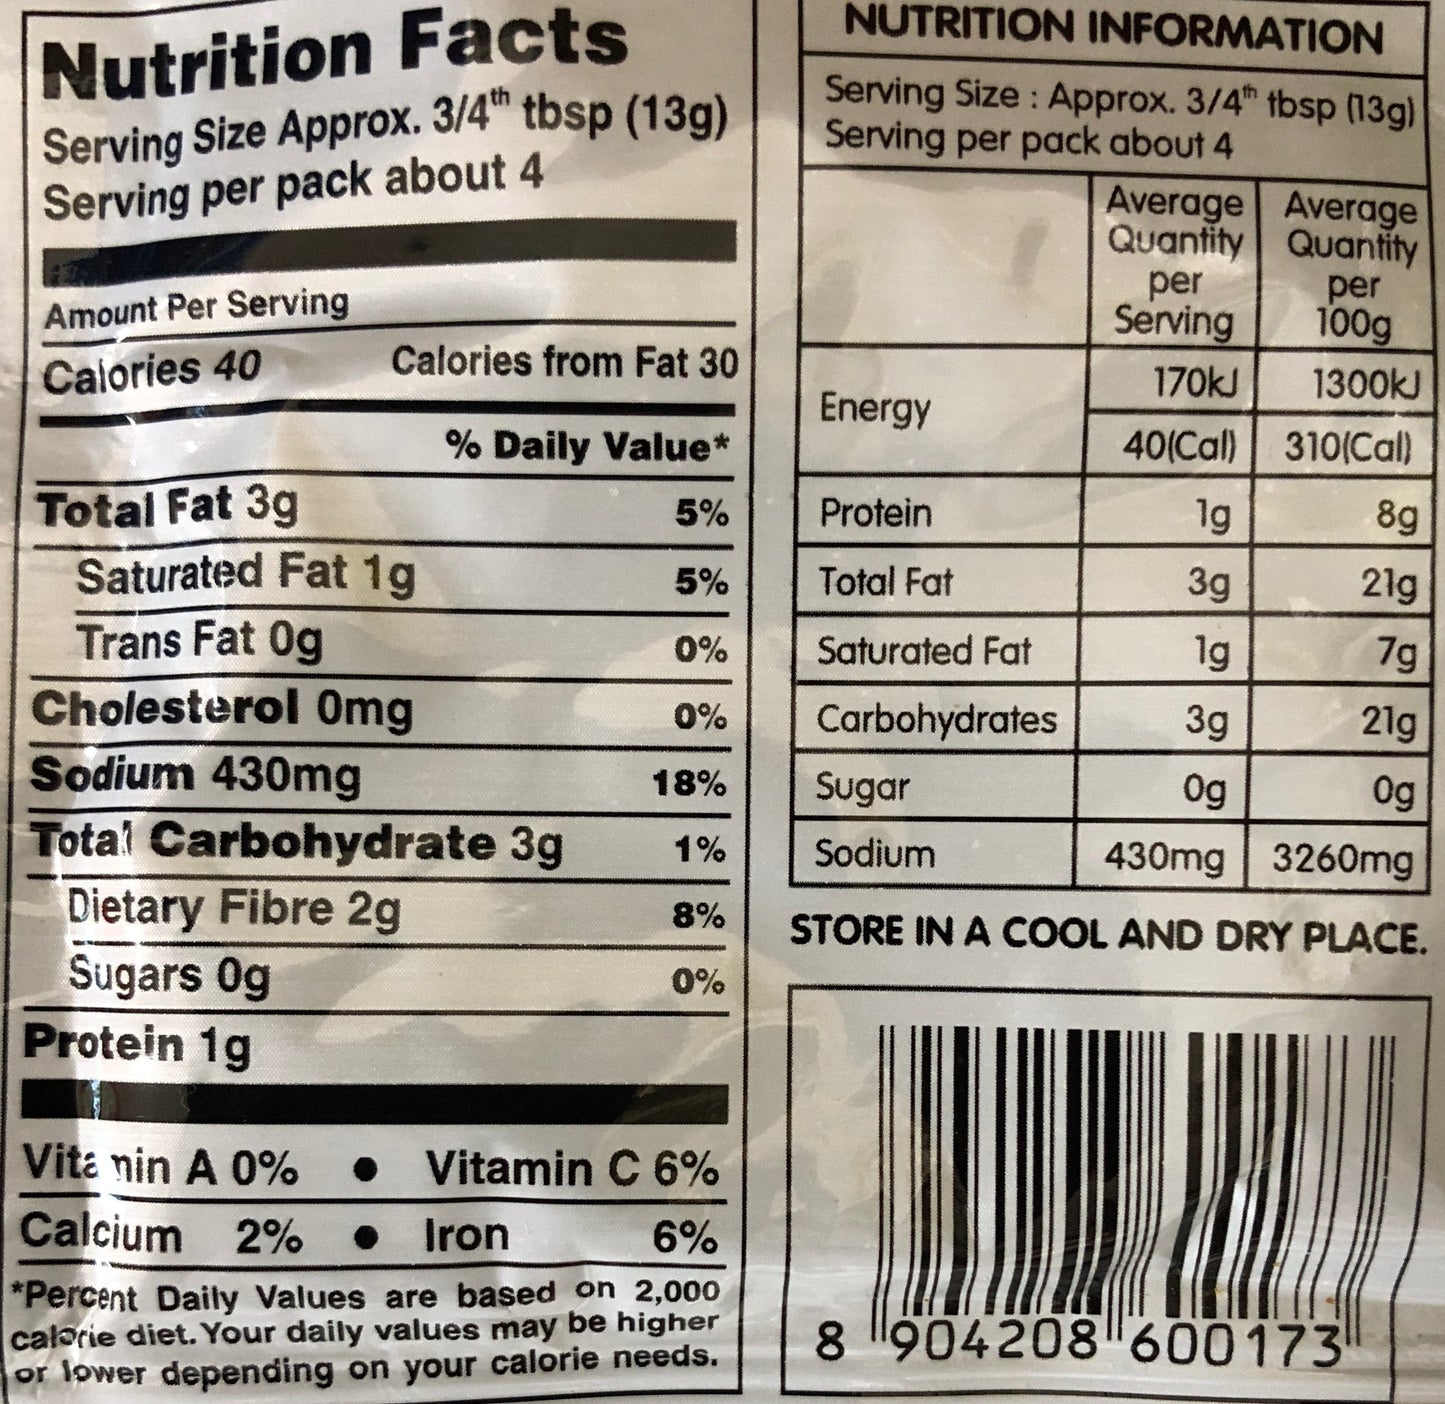 Nutrition Facts
Serving Size Approx. 3/4th tbsp (13g)
Serving per pack about 4
Amount Per Serving
Calories 40 Calories from Fat 30
% Daily Value*
Total Fat 3g 5%
Saturated Fat 1g 5%
Trans Fat 0g 0%
Cholesterol 0mg 0%
Sodium 430mg 18%
Total Carbohydrate 3g 1%
Dietary Fibre 2g 8%
Sugars 0g 0%
Protein 1g
Vitamin A 0% • Vitamin C 6%
Calcium 2% • Iron 6%
*Percent Daily Values are based on 2,000
calorie diet. Your daily values may be higher
or lower depending on your calorie needs.
NUTRITION INFORMATION
Serving Size : Approx. 3/4th tbsp (13g)
Serving per pack about 4
Average Average
Quantity Quantity
per per
Serving 100g
Energy 170kJ 1300kJ
40(Cal) 310(Cal)
Protein 1g 8g
Total Fat 3g 21g
Saturated Fat 1g 7g
Carbohydrates 3g 21g
Sugar 0g 0g
Sodium 430mg 3260mg
STORE IN A COOL AND DRY PLACE.
8 904208 600173